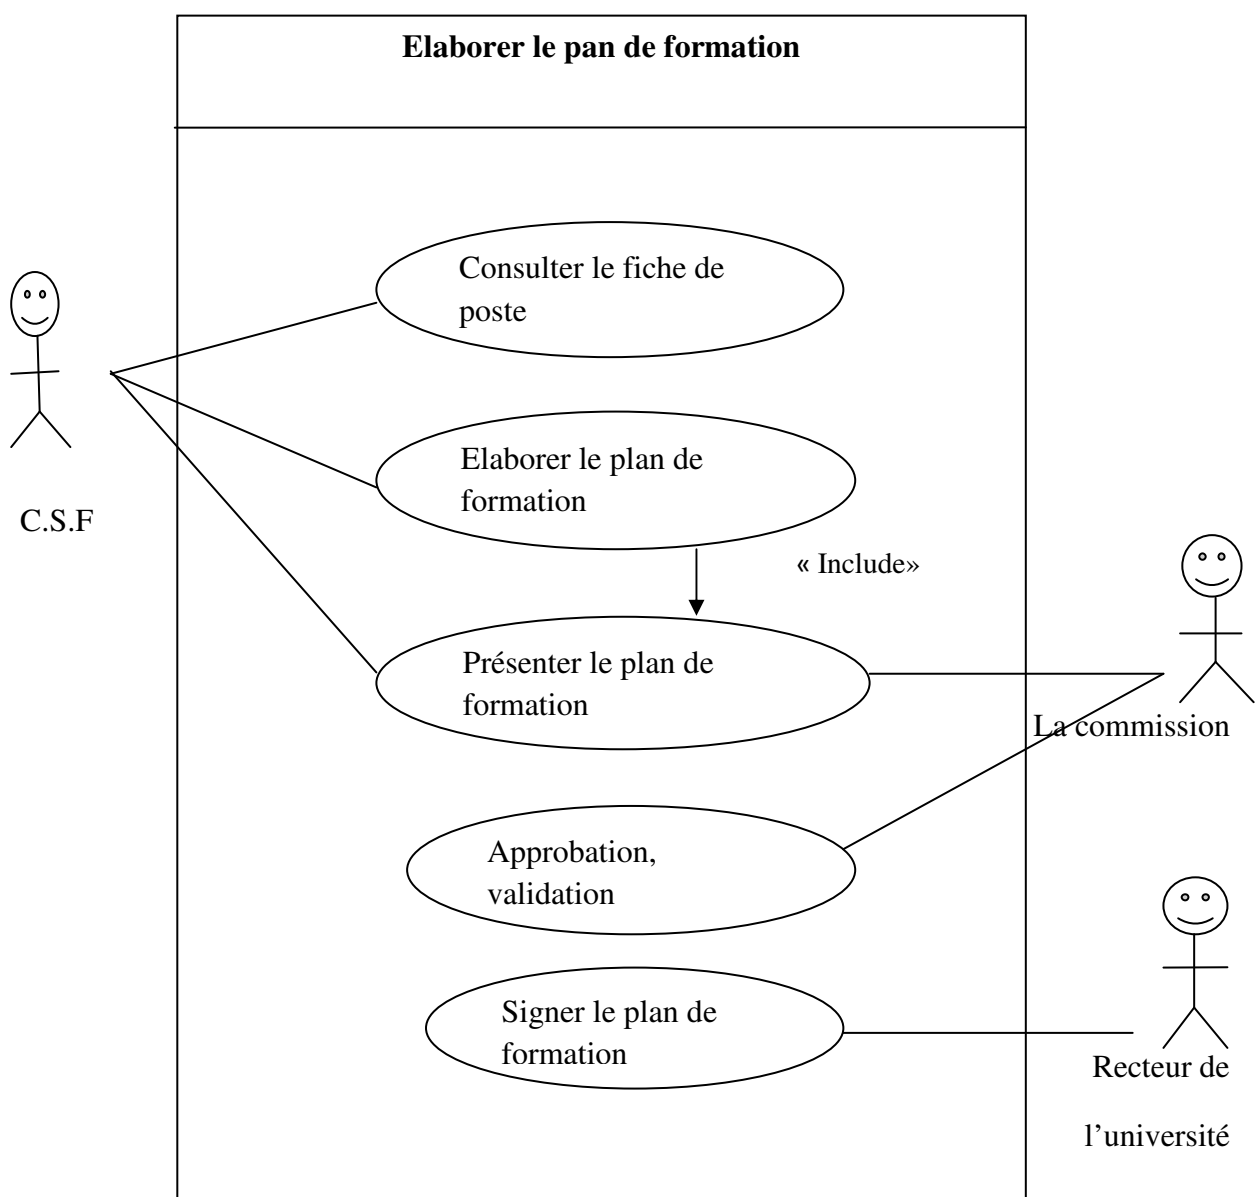 Elaborer le pan de formation
Consulter le fiche de
poste
Elaborer le plan de
formation
C.S.F
« Include»
Présenter le plan de
formation
La commission
Approbation,
validation
Signer le plan de
formation
Recteur de
l’université